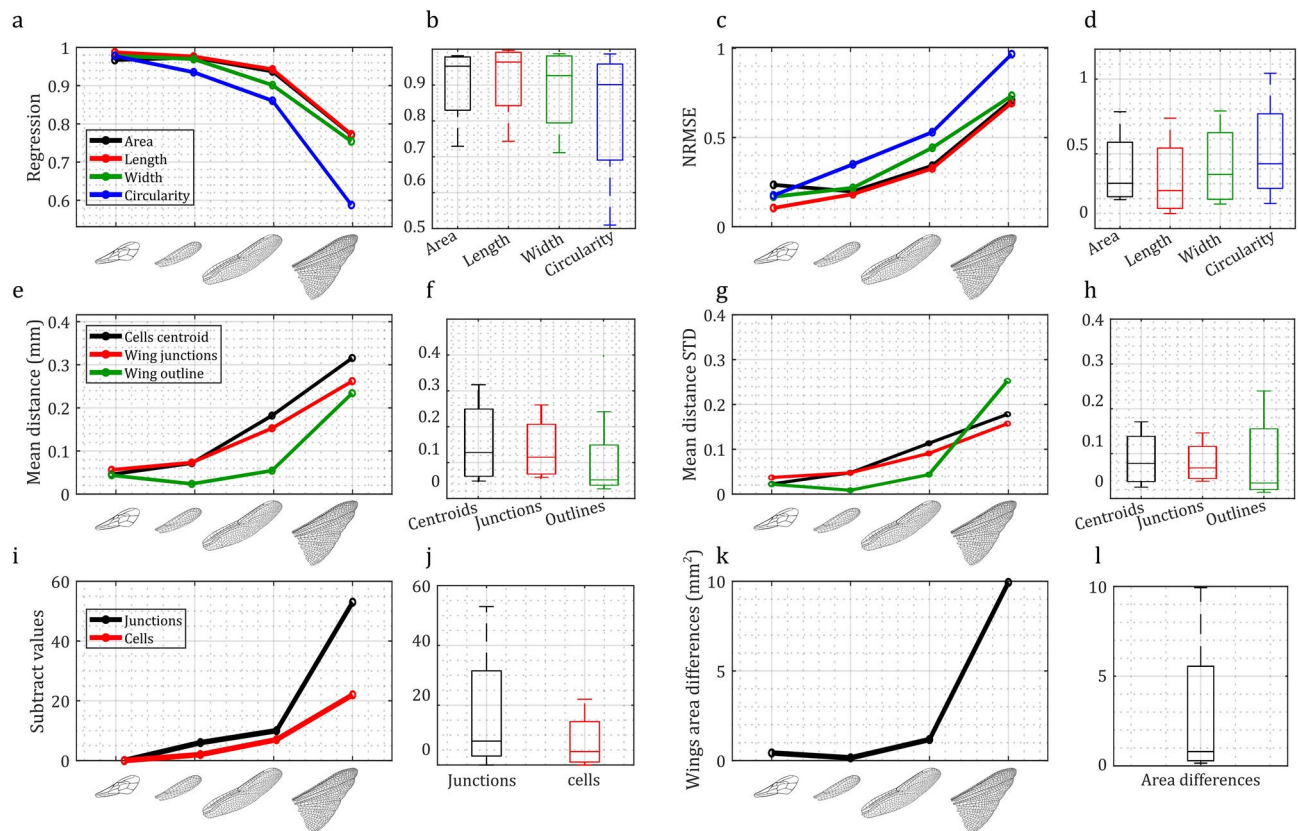 a
b
c
d
1
0.9
0.8
0.7
0.6
Regression
Area
Length
Width
Circularity
0.9
0.8
0.7
0.6
0.5
Area
Length
Width
Circularity
1
0.5
0
NRMSE
1
0.5
0
Area
Length
Width
Circularity
e
f
g
h
0.4
0.3
0.2
0.1
0
Mean distance (mm)
Cells centroid
Wing junctions
Wing outline
0.4
0.3
0.2
0.1
0
Centroids
Junctions
Outlines
0.4
0.3
0.2
0.1
0
Mean distance STD
0.4
0.3
0.2
0.1
0
Centroids
Junctions
Outlines
i
j
k
l
60
40
20
0
Subtract values
Junctions
Cells
60
40
20
0
Junctions
cells
10
5
0
Wings area differences (mm²)
10
5
0
Area differences